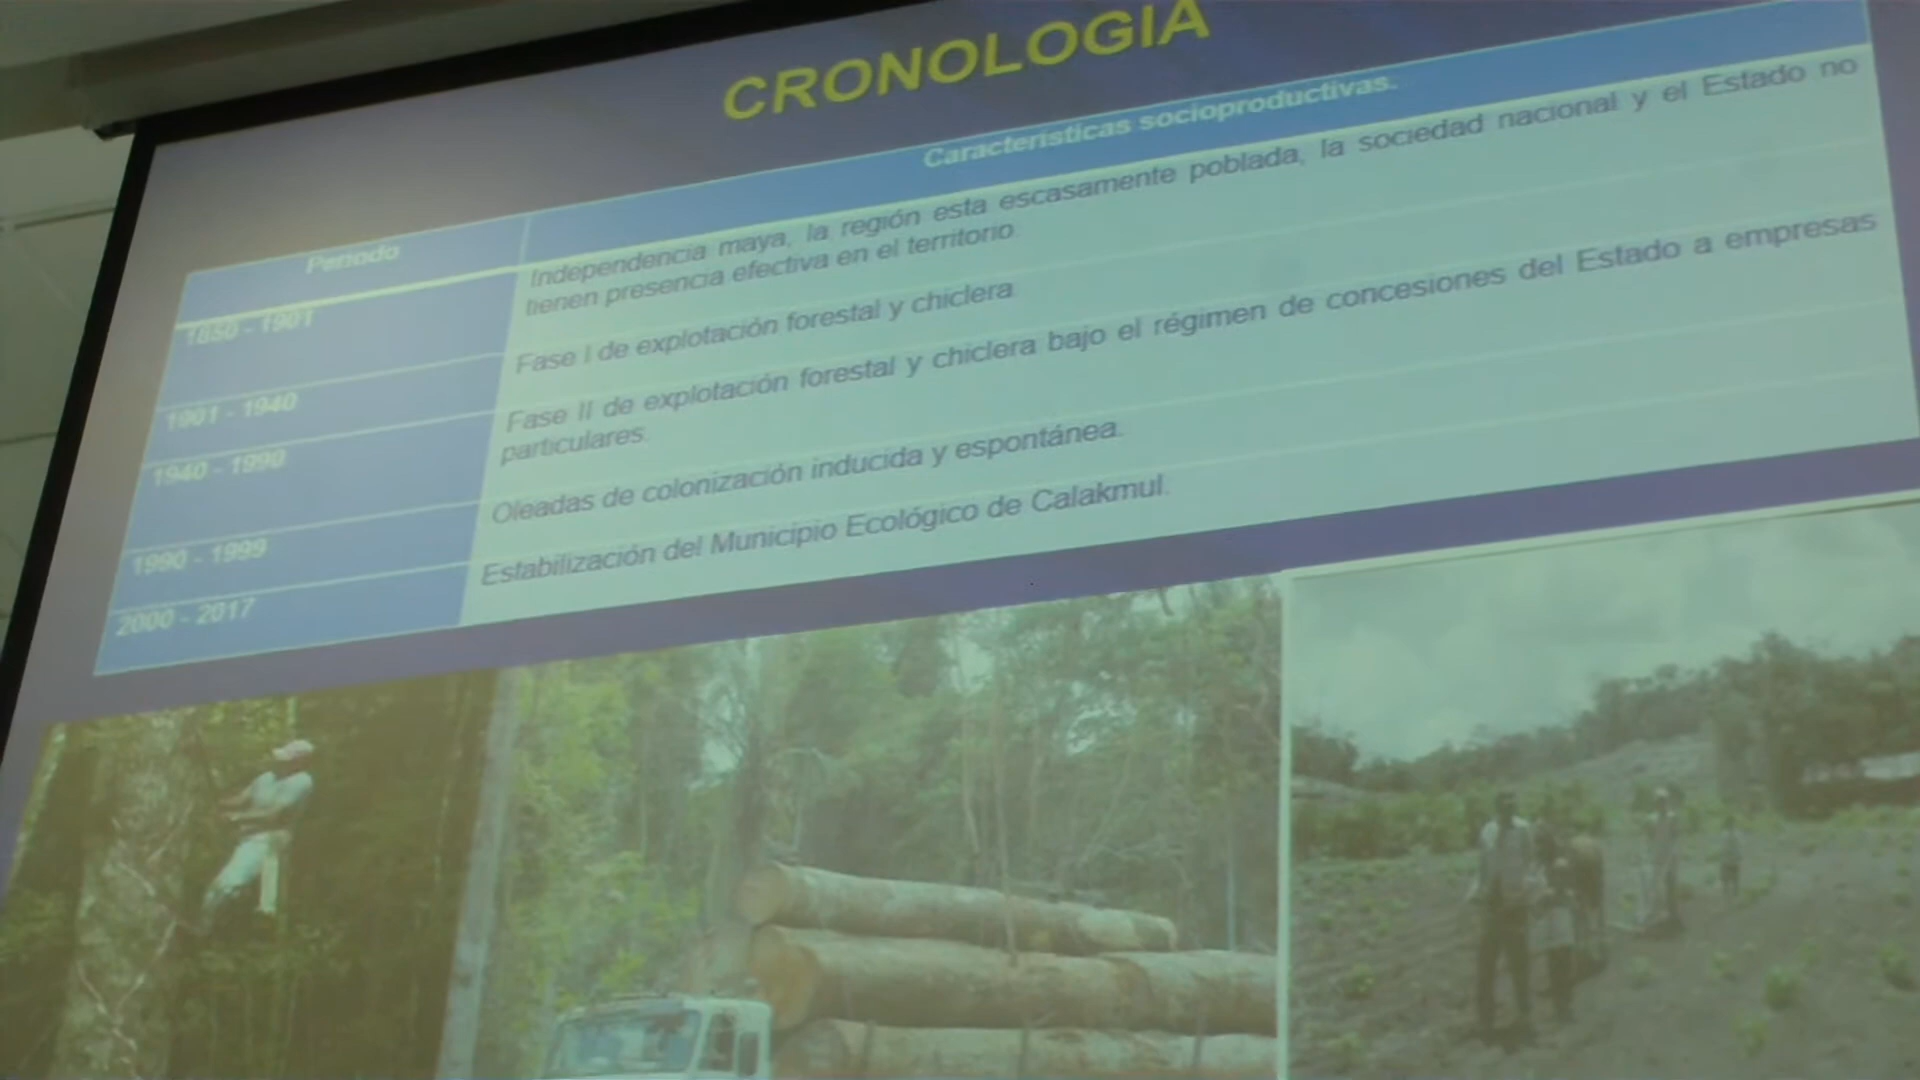 CRONOLOGIA
Periodo
Características socioproductivas.
1850 - 1901
Independencia maya, la región esta escasamente poblada, la sociedad nacional y el Estado no
tienen presencia efectiva en el territorio
1901 - 1940
Fase I de explotación forestal y chiclera
1940 - 1990
Fase II de explotación forestal y chiclera bajo el régimen de concesiones del Estado a empresas
particulares.
1990 - 1999
Oleadas de colonización inducida y espontánea.
2000 - 2017
Estabilización del Municipio Ecológico de Calakmul.